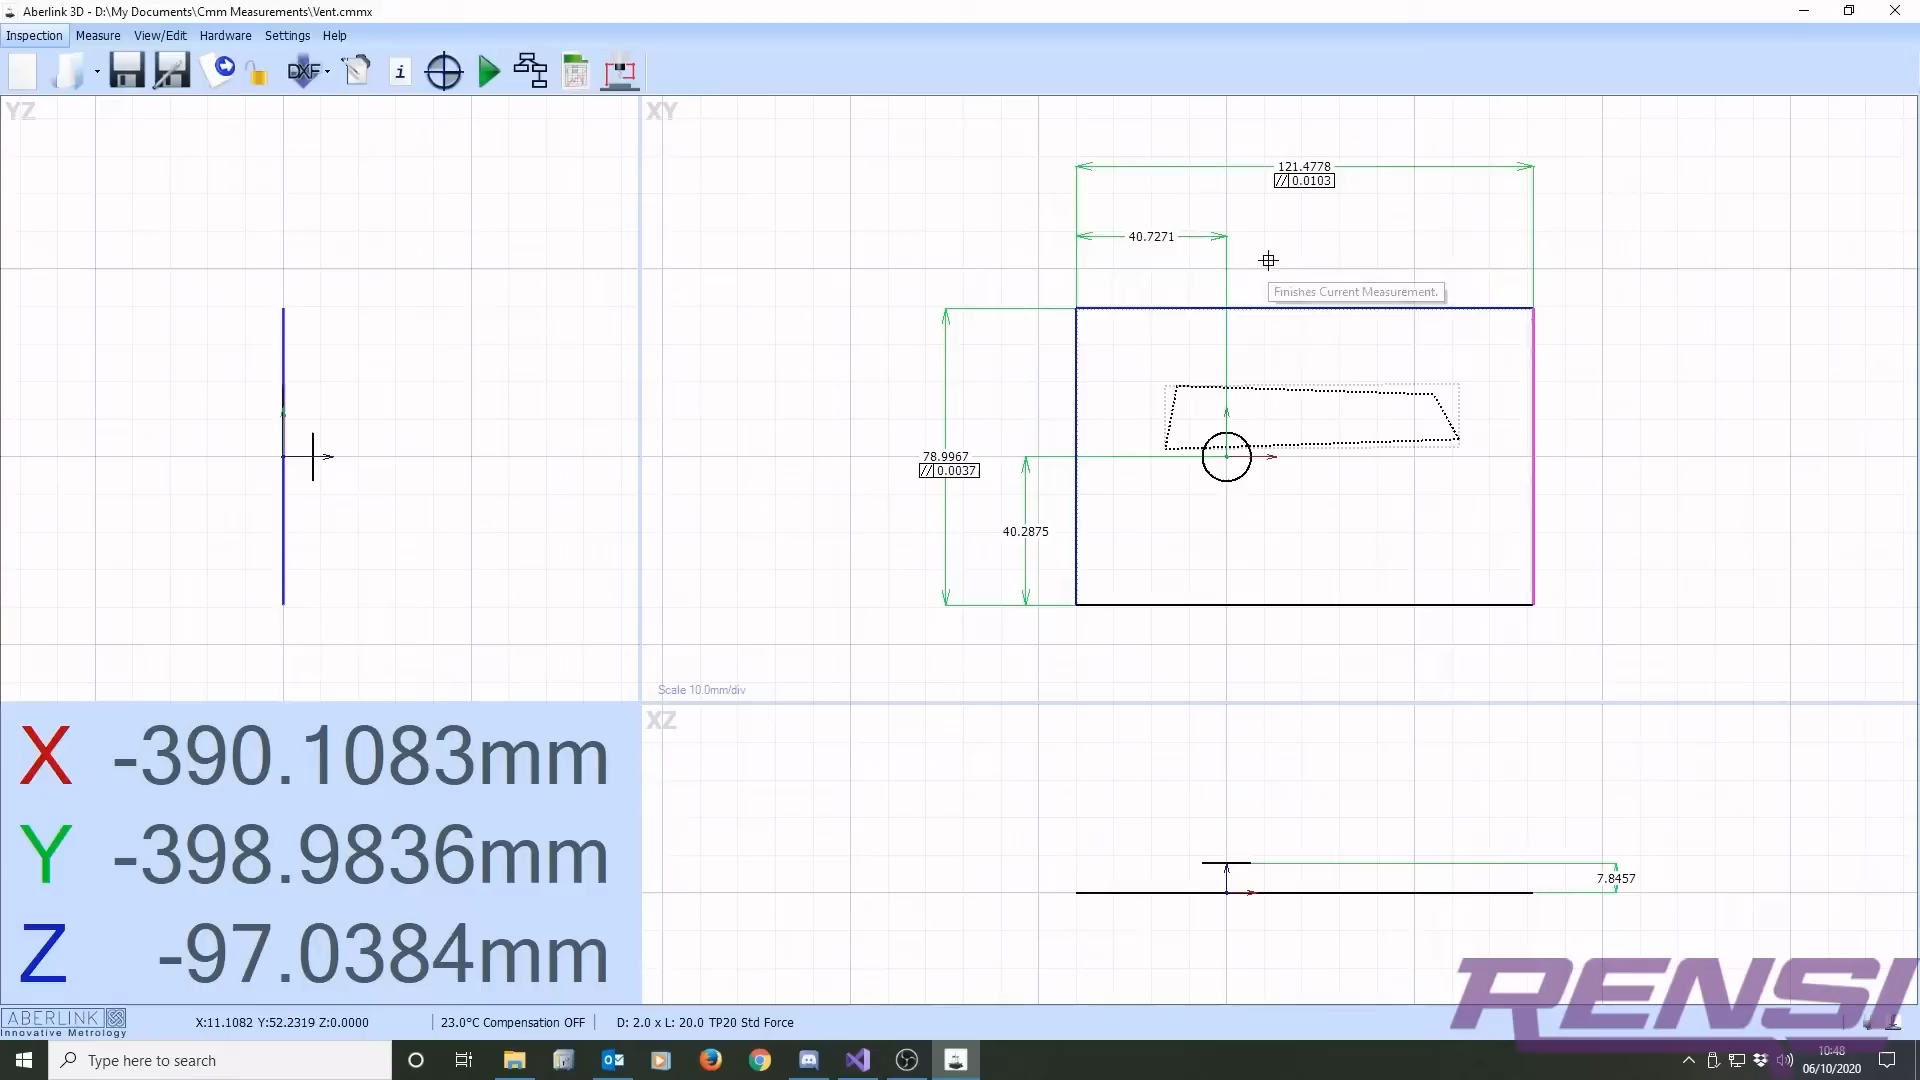 Aberlink 3D - D:\My Documents\Cmm Measurements\Vent.cmmx
Inspection Measure View/Edit Hardware Settings Help
DXF
i
YZ
XY
121.4778
// 0.0103
40.7271
Finishes Current Measurement.
78.9967
// 0.0037
40.2875
Scale 10.0mm/div
X -390.1083mm
Y -398.9836mm
Z -97.0384mm
XZ
7.8457
RENSI
ABERLINK
Innovative Metrology
X:11.1082 Y:52.2319 Z:0.0000
23.0°C Compensation OFF
D: 2.0 x L: 20.0 TP20 Std Force
Type here to search
10:48
06/10/2020